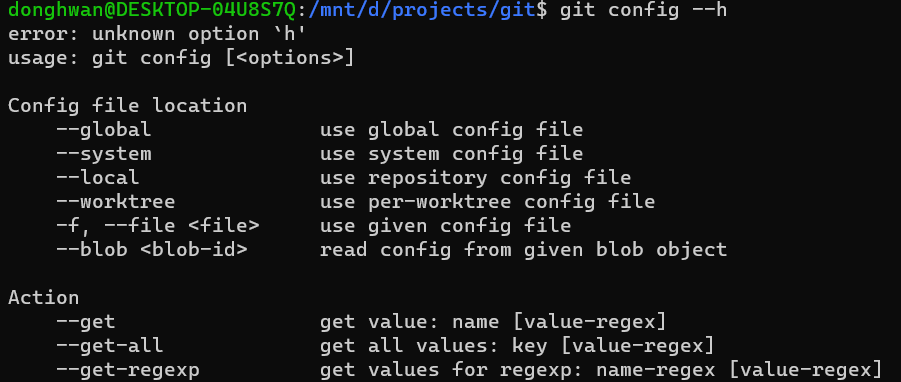 donghwan@DESKTOP-04U8S7Q:/mnt/d/projects/git$ git config --h
error: unknown option `h'
usage: git config [<options>]

Config file location
    --global              use global config file
    --system              use system config file
    --local               use repository config file
    --worktree            use per-worktree config file
    -f, --file <file>     use given config file
    --blob <blob-id>      read config from given blob object

Action
    --get                 get value: name [value-regex]
    --get-all             get all values: key [value-regex]
    --get-regexp          get values for regexp: name-regex [value-regex]